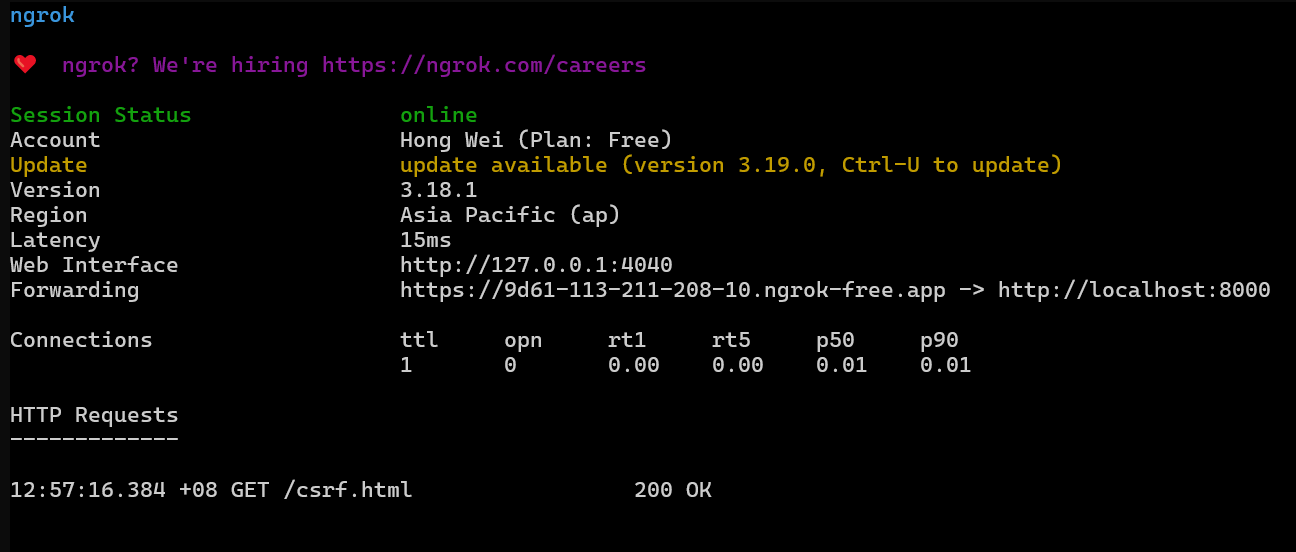 ngrok
❤️ ngrok? We're hiring https://ngrok.com/careers
Session Status online
Account Hong Wei (Plan: Free)
Update update available (version 3.19.0, Ctrl-U to update)
Version 3.18.1
Region Asia Pacific (ap)
Latency 15ms
Web Interface http://127.0.0.1:4040
Forwarding https://9d61-113-211-208-10.ngrok-free.app -> http://localhost:8000
Connections ttl opn rt1 rt5 p50 p90
1 0 0.00 0.00 0.01 0.01
HTTP Requests
-------------
12:57:16.384 +08 GET /csrf.html 200 OK